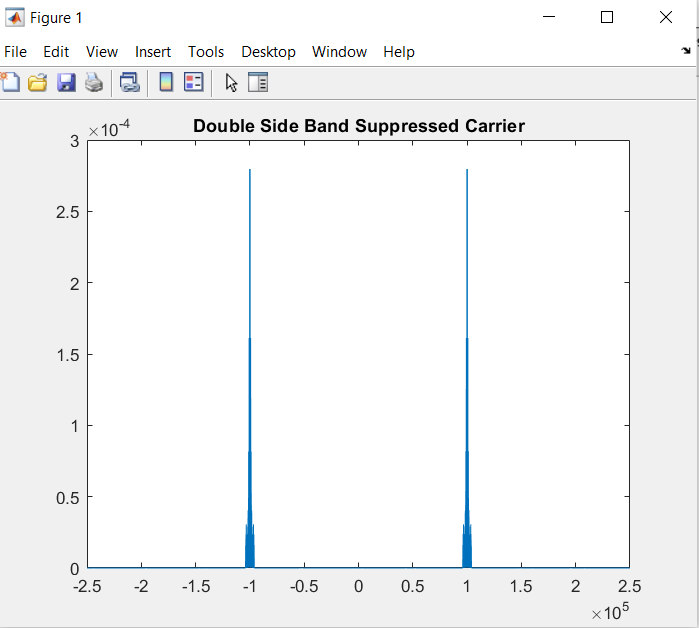 Figure 1
File Edit View Insert Tools Desktop Window Help
×10-4
Double Side Band Suppressed Carrier
3
2.5
2
1.5
1
0.5
0
-2.5 -2 -1.5 -1 -0.5 0 0.5 1 1.5 2 2.5
×105